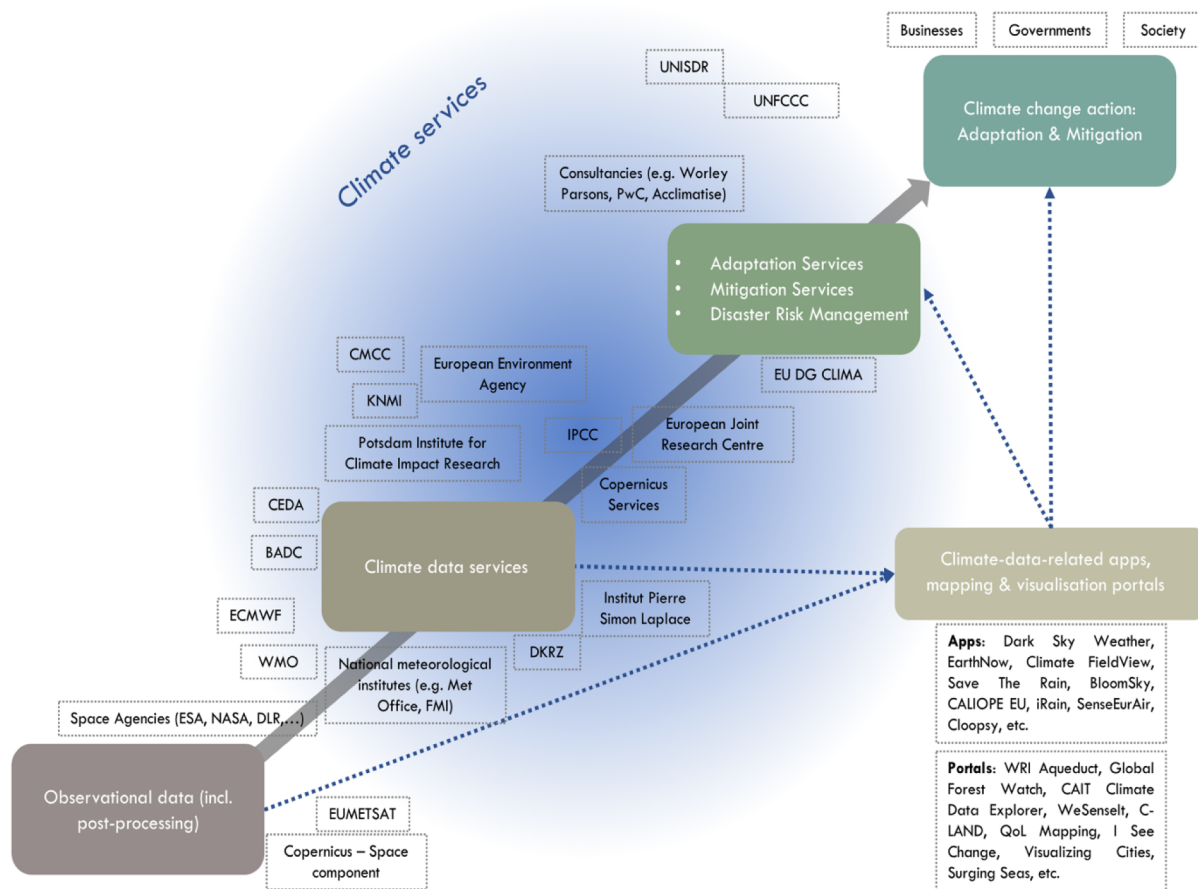 Businesses
Governments
Society
UNISDR
UNFCCC
Climate services
Climate change action:
Adaptation & Mitigation
Consultancies (e.g. Worley
Parsons, PwC, Acclimatise)
• Adaptation Services
• Mitigation Services
• Disaster Risk Management
CMCC
European Environment
Agency
EU DG CLIMA
KNMI
IPCC
European Joint
Research Centre
Potsdam Institute for
Climate Impact Research
Copernicus
Services
CEDA
BADC
Climate data services
Climate-data-related apps,
mapping & visualisation portals
ECMWF
Institut Pierre
Simon Laplace
WMO
National meteorological
institutes (e.g. Met
Office, FMI)
DKRZ
Apps: Dark Sky Weather,
EarthNow, Climate FieldView,
Save The Rain, BloomSky,
CALIOPE EU, iRain, SenseEurAir,
Cloopsy, etc.
Space Agencies (ESA, NASA, DLR,...)
Observational data (incl.
post-processing)
EUMETSAT
Copernicus – Space
component
Portals: WRI Aqueduct, Global
Forest Watch, CAIT Climate
Data Explorer, WeSenseIt, C-
LAND, QoL Mapping, I See
Change, Visualizing Cities,
Surging Seas, etc.